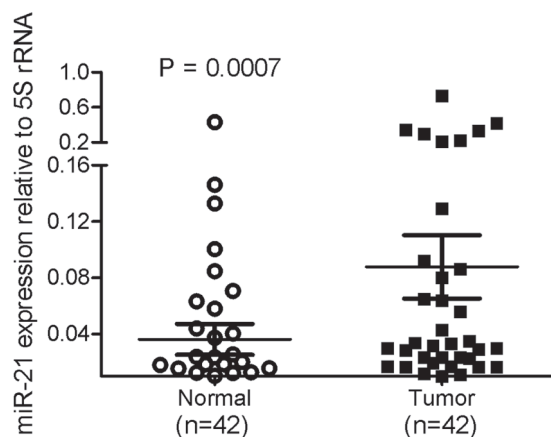 miR-21 expression relative to 5S rRNA
P = 0.0007
1.0
0.6
0.2
0.16
0.12
0.08
0.04
Normal
(n=42)
Tumor
(n=42)